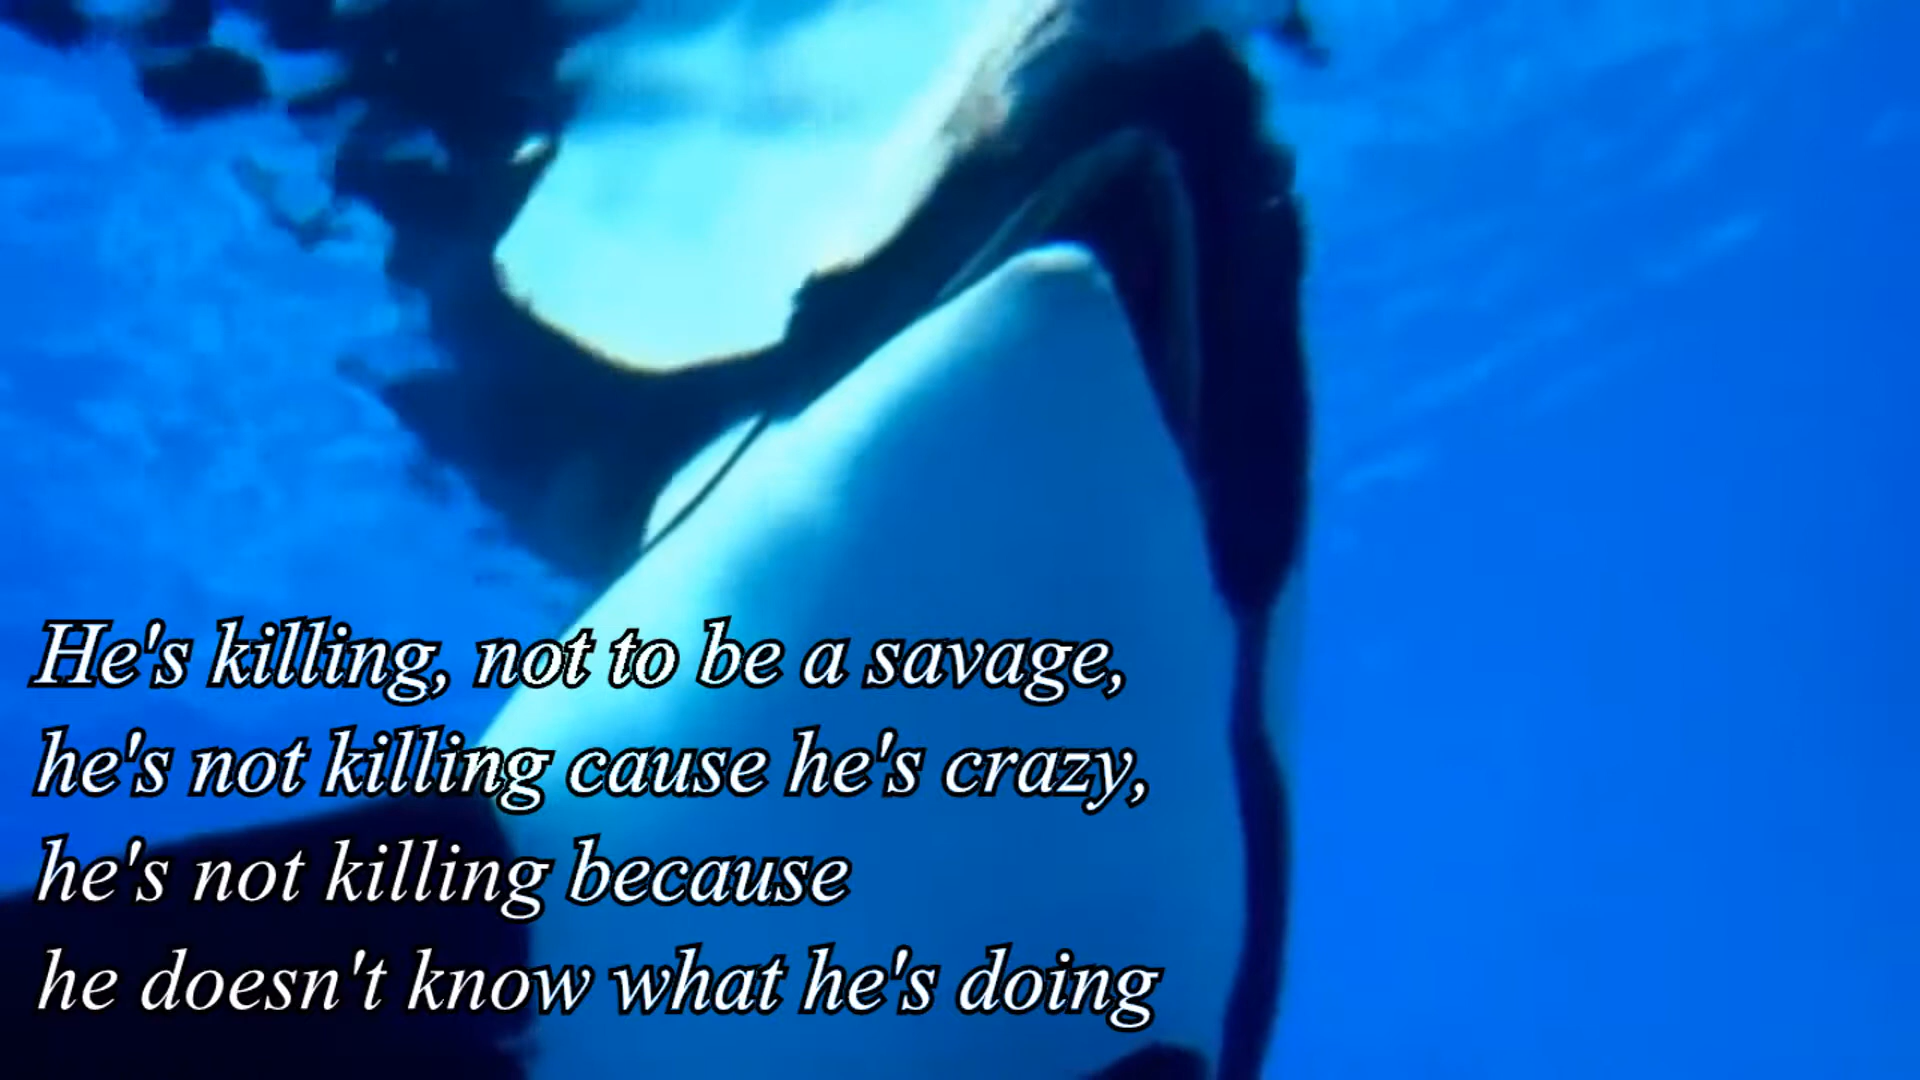 He's killing, not to be a savage,
he's not killing cause he's crazy,
he's not killing because
he doesn't know what he's doing